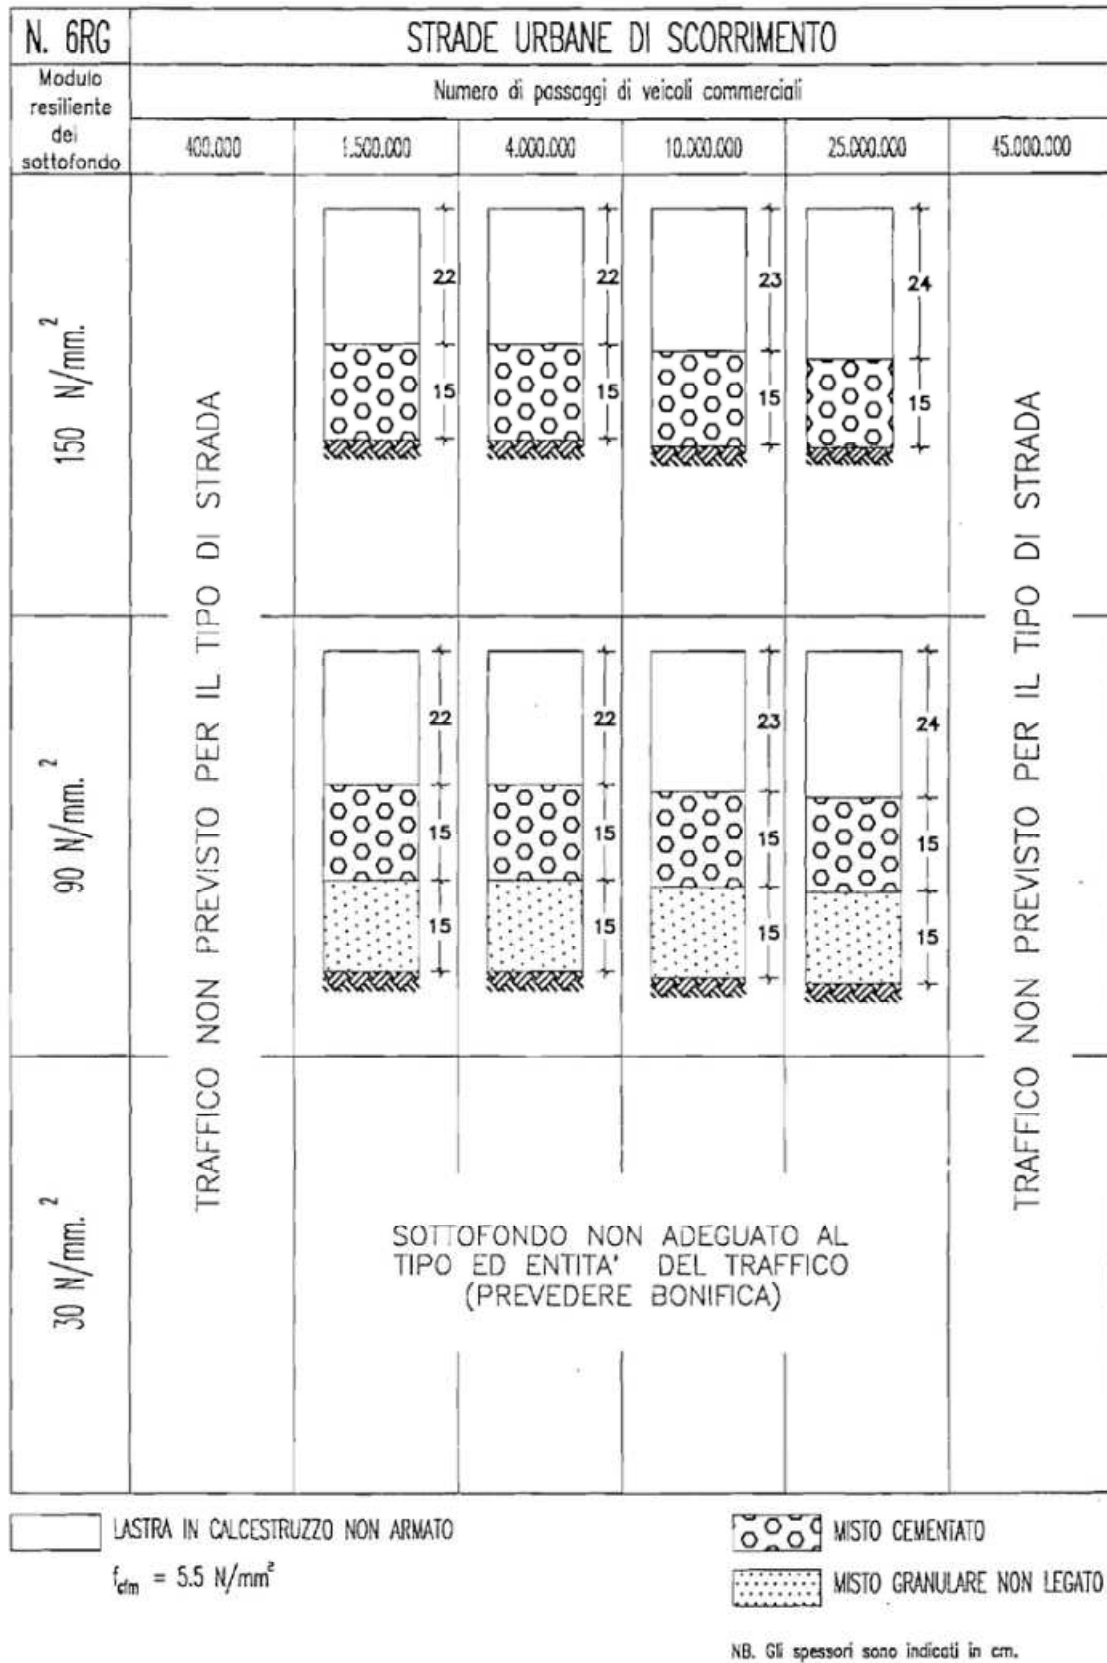 N. 6RG
STRADE URBANE DI SCORRIMENTO
Modulo
resiliente
del
sottofondo
Numero di passaggi di veicoli commerciali
400.000
1.500.000
4.000.000
10.000.000
25.000.000
45.000.000
150 N/mm.²
TRAFFICO NON PREVISTO PER IL TIPO DI STRADA
22
15
22
15
23
15
24
15
TRAFFICO NON PREVISTO PER IL TIPO DI STRADA
90 N/mm.²
22
15
15
22
15
15
23
15
15
24
15
15
30 N/mm.²
SOTTOFONDO NON ADEGUATO AL
TIPO ED ENTITA' DEL TRAFFICO
(PREVEDERE BONIFICA)
LASTRA IN CALCESTRUZZO NON ARMATO
fcfm = 5.5 N/mm²
MISTO CEMENTATO
MISTO GRANULARE NON LEGATO
NB. Gli spessori sono indicati in cm.